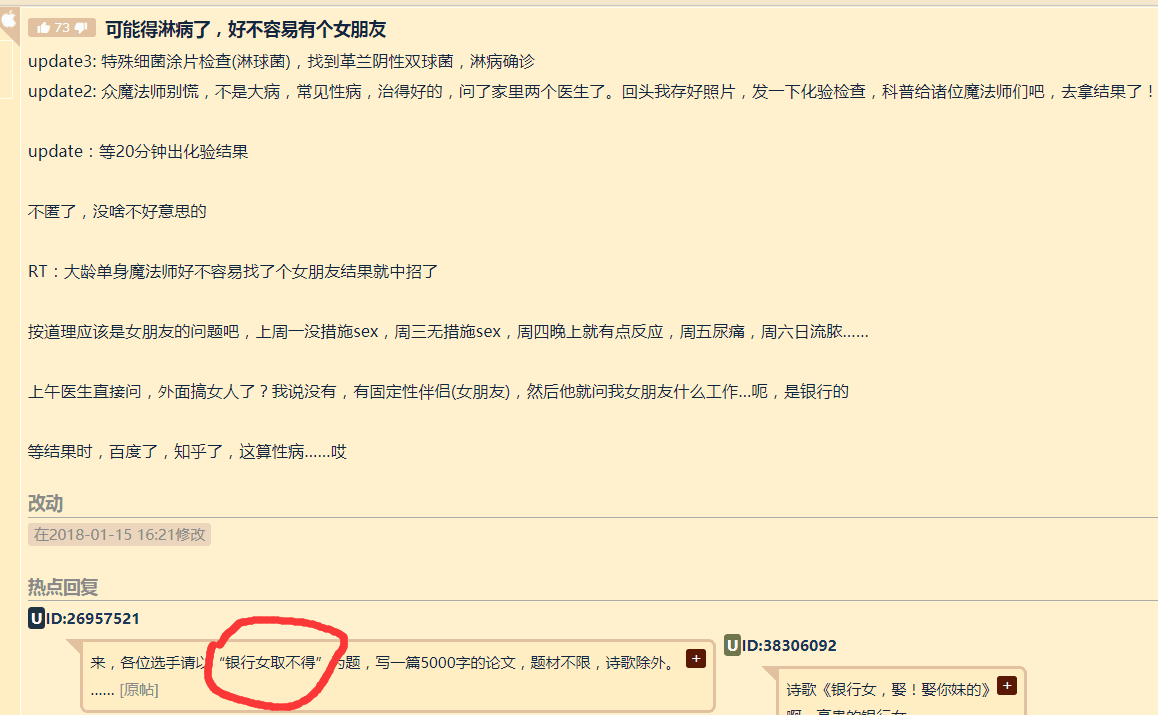 73 可能得淋病了，好不容易有个女朋友
update3: 特殊细菌涂片检查(淋球菌)，找到革兰阴性双球菌，淋病确诊
update2: 众魔法师别慌，不是大病，常见性病，治得好的，问了家里两个医生了。回头我存好照片，发一下化验检查，科普给诸位魔法师们吧，去拿结果了！
update：等20分钟出化验结果
不匿了，没啥不好意思的
RT：大龄单身魔法师好不容易找了个女朋友结果就中招了
按道理应该是女朋友的问题吧，上周一没措施sex，周三无措施sex，周四晚上就有点反应，周五尿痛，周六日流脓......
上午医生直接问，外面搞女人了？我说没有，有固定性伴侣(女朋友)，然后他就问我女朋友什么工作...呃，是银行的
等结果时，百度了，知乎了，这算性病......哎
改动
在2018-01-15 16:21修改
热点回复
U ID:26957521
来，各位选手请以“银行女取不得”为题，写一篇5000字的论文，题材不限，诗歌除外。
...... [原帖]
U ID:38306092
诗歌《银行女，娶！娶你妹的》